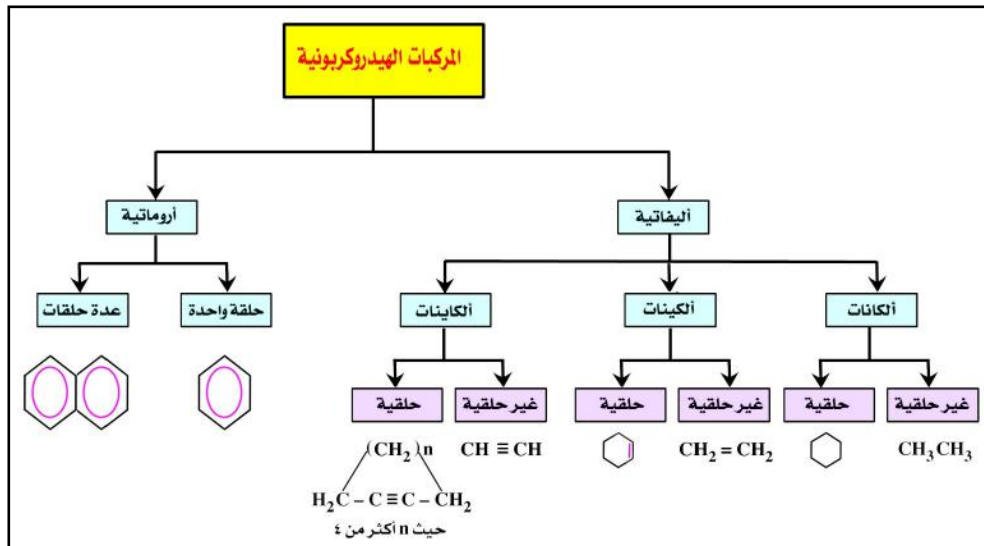 المركبات الهيدروكربونية
أليفاتية
أروماتية
ألكانات
ألكينات
ألكاينات
حلقة واحدة
عدة حلقات
غير حلقية
حلقية
غير حلقية
حلقية
غير حلقية
حلقية
CH₃CH₃
CH₂ = CH₂
CH ≡ CH
(CH₂)n
H₂C – C ≡ C – CH₂
حيث n أكثر من ٤